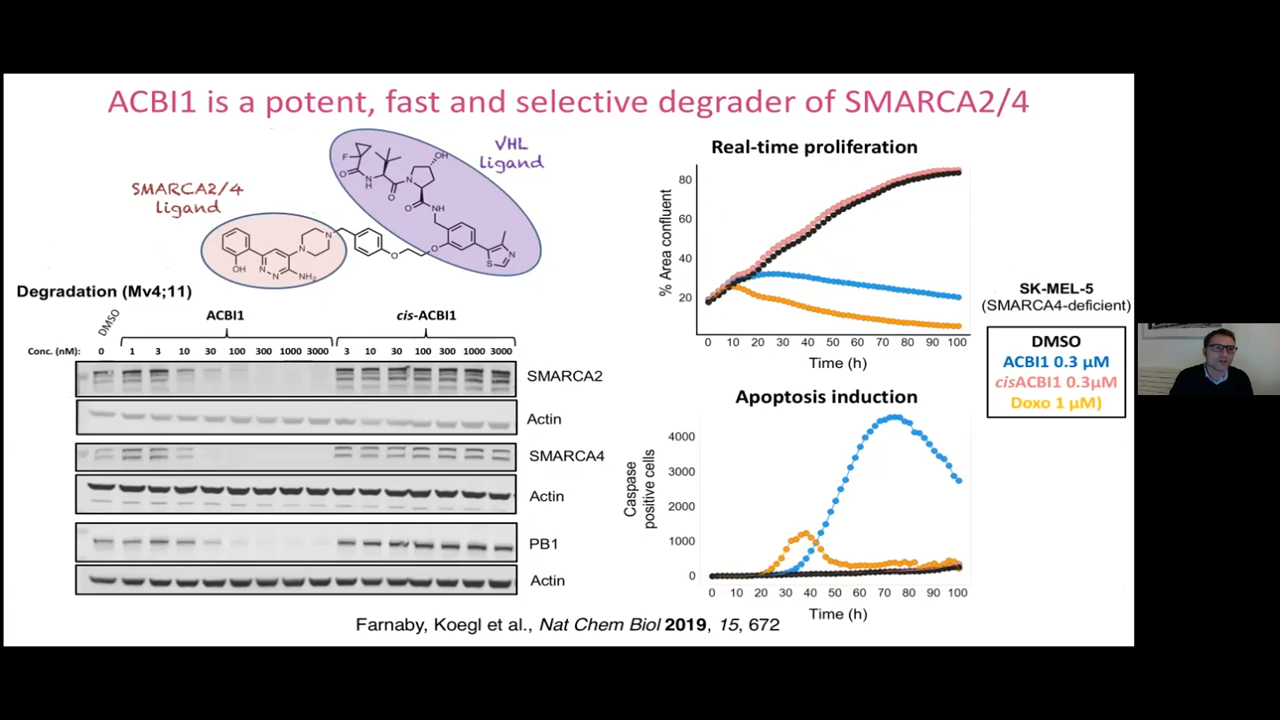 ACBI1 is a potent, fast and selective degrader of SMARCA2/4
VHL
ligand
SMARCA2/4
ligand
F
O
NH
O
N
OH
O
NH
S
N
O
O
N
N
OH
N
N
NH₂
Degradation (Mv4;11)
DMSO
ACBI1
cis-ACBI1
Conc. (nM): 0 1 3 10 30 100 300 1000 3000 3 10 30 100 300 1000 3000
SMARCA2
Actin
SMARCA4
Actin
PB1
Actin
Real-time proliferation
% Area confluent
80
60
40
20
0 10 20 30 40 50 60 70 80 90 100
Time (h)
SK-MEL-5
(SMARCA4-deficient)
DMSO
ACBI1 0.3 µM
cisACBI1 0.3µM
Doxo 1 µM)
Apoptosis induction
Caspase
positive cells
4000
3000
2000
1000
0
0 10 20 30 40 50 60 70 80 90 100
Time (h)
Farnaby, Koegl et al., Nat Chem Biol 2019, 15, 672